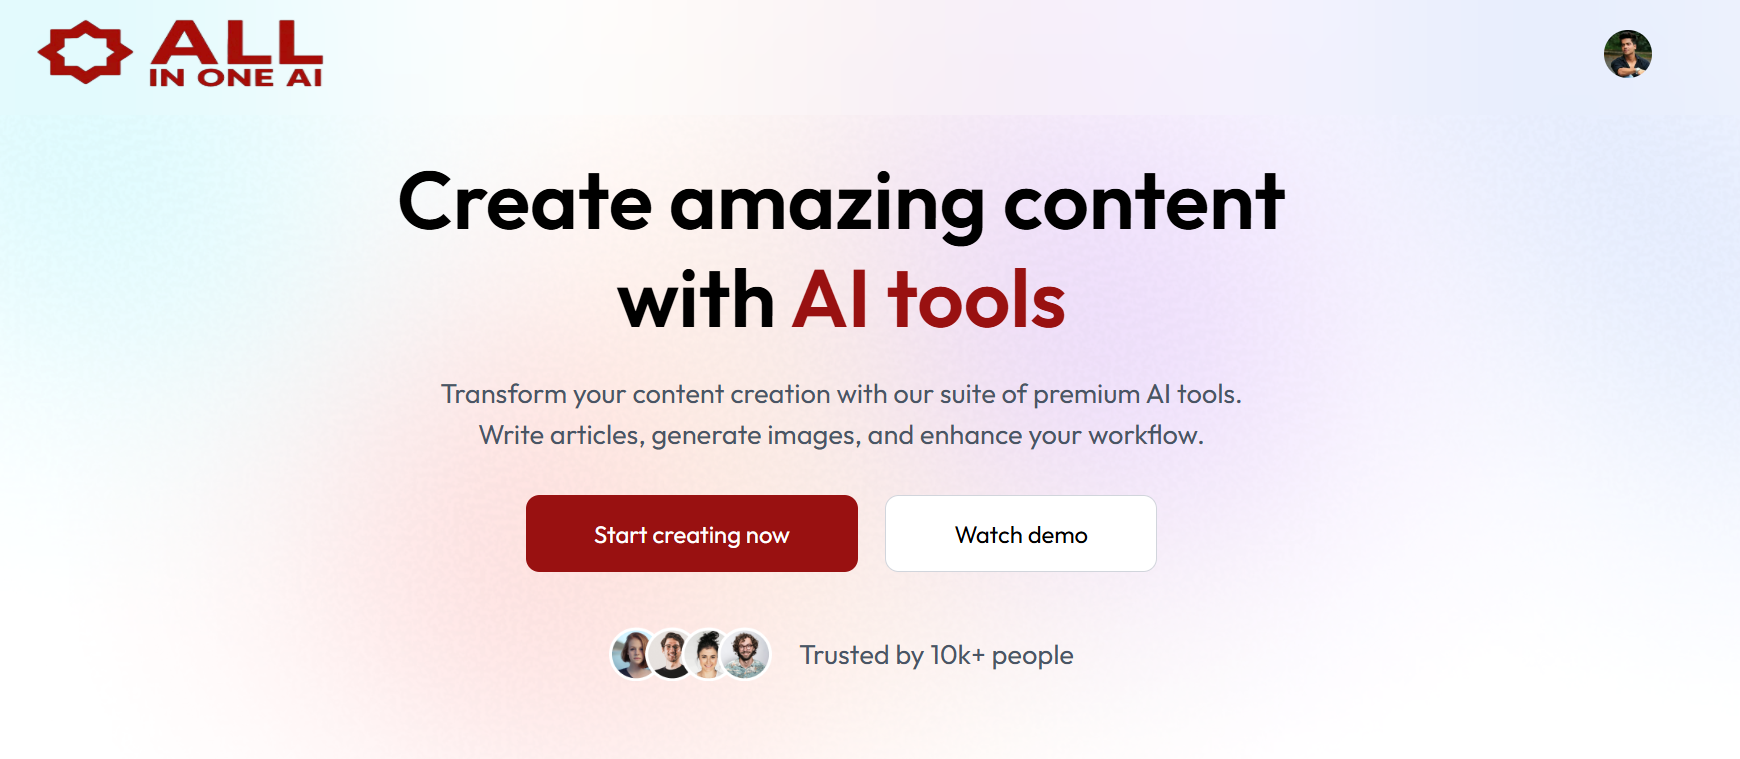 ALL
IN ONE AI
Create amazing content
with AI tools
Transform your content creation with our suite of premium AI tools.
Write articles, generate images, and enhance your workflow.
Start creating now
Watch demo
Trusted by 10k+ people